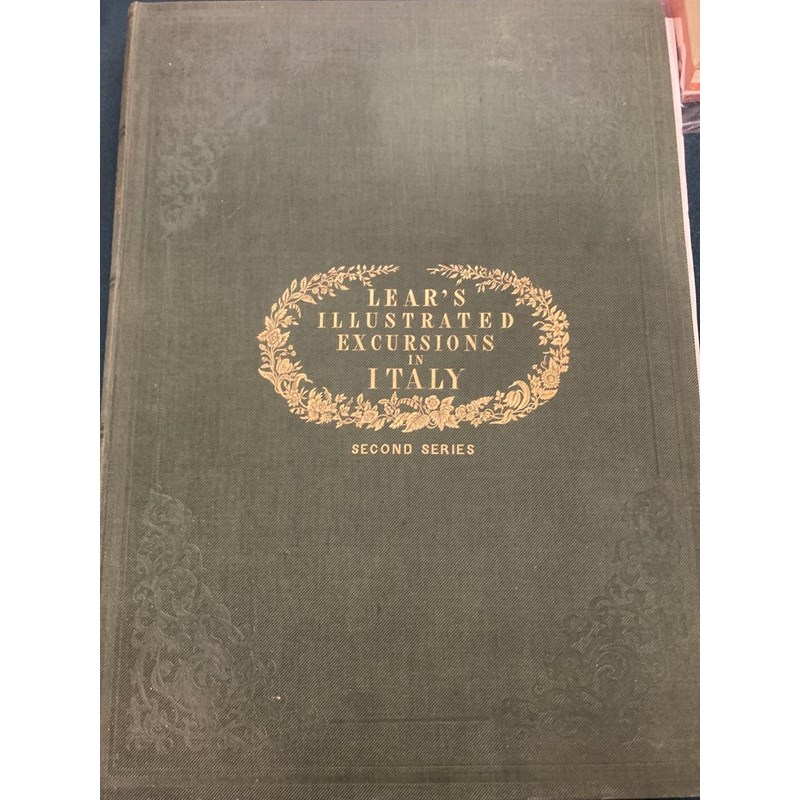 LEAR'S
ILLUSTRATED
EXCURSIONS
IN
ITALY
SECOND SERIES